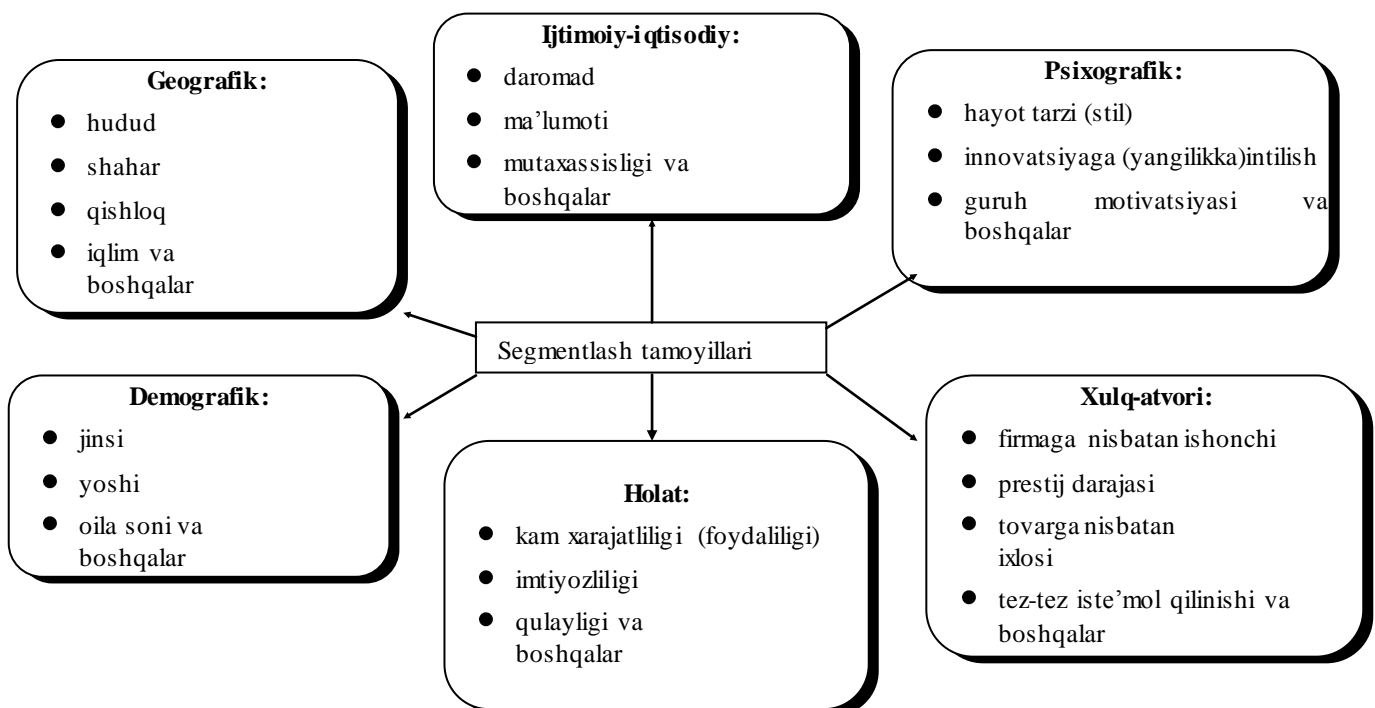 Geografik:
hudud
shahar
qishloq
iqlim va
boshqalar
Ijtimoiy-iqtisodiy:
daromad
ma’lumoti
mutaxassisligi va
boshqalar
Psixografik:
hayot tarzi (stil)
innovatsiyaga (yangilikka)intilish
guruh motivatsiyasi va
boshqalar
Segmentlash tamoyillari
Demografik:
jinsi
yoshi
oila soni va
boshqalar
Holat:
kam xarajatliligi (foydaliligi)
imtiyozliligi
qulayligi va
boshqalar
Xulq-atvori:
firmaga nisbatan ishonchi
prestij darajasi
tovarga nisbatan
ixlosi
tez-tez iste’mol qilinishi va
boshqalar